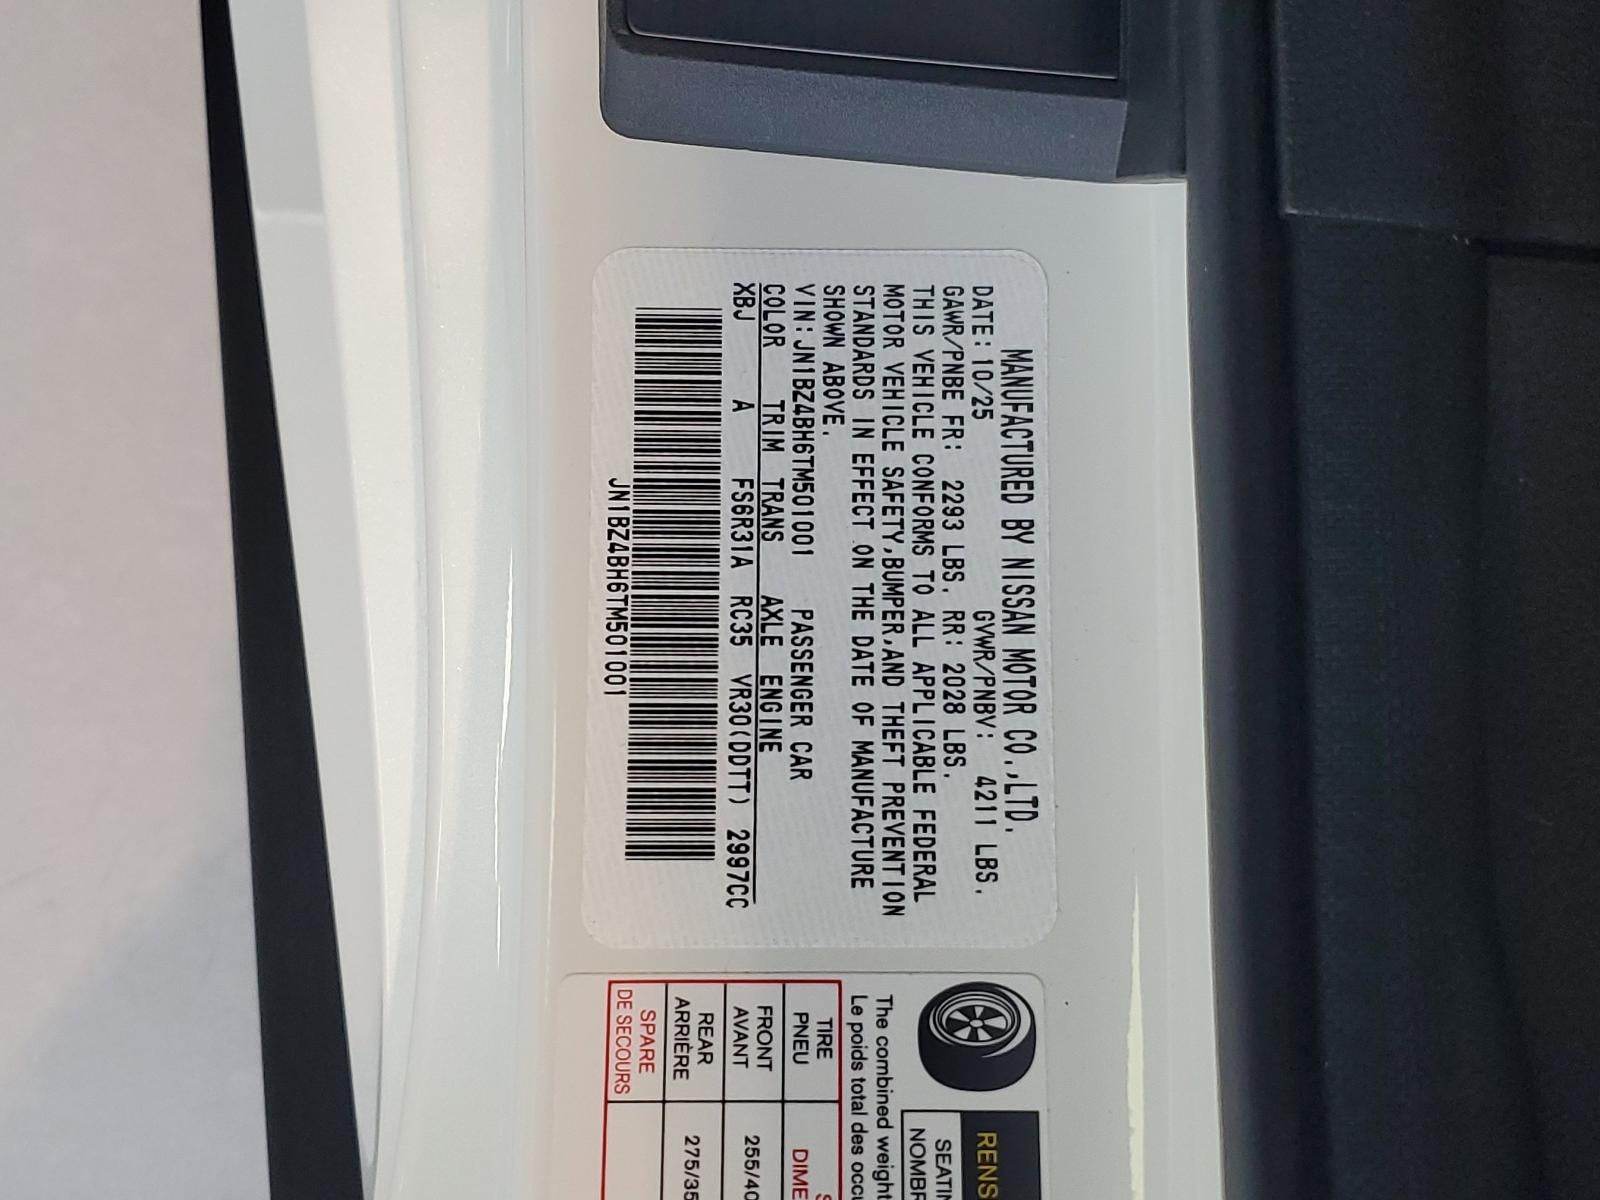 MANUFACTURED BY NISSAN MOTOR CO.,LTD.
DATE:10/25 GVWR/PNBV: 4211 LBS.
GAWR/PNBE FR: 2293 LBS. RR: 2028 LBS.
THIS VEHICLE CONFORMS TO ALL APPLICABLE FEDERAL
MOTOR VEHICLE SAFETY,BUMPER,AND THEFT PREVENTION
STANDARDS IN EFFECT ON THE DATE OF MANUFACTURE
SHOWN ABOVE.
VIN:JN1BZ4BH6TM501001 PASSENGER CAR
COLOR TRIM TRANS AXLE ENGINE
XBJ A FS6R31A RC35 VR30(DDTT) 2997CC
JN1BZ4BH6TM501001
RENS
SEATIN
NOMBR
The combined weight
Le poids total des occu
TIRE
PNEU
DIME
FRONT
AVANT
255/40
REAR
ARRIÈRE
275/35
SPARE
DE SECOURS